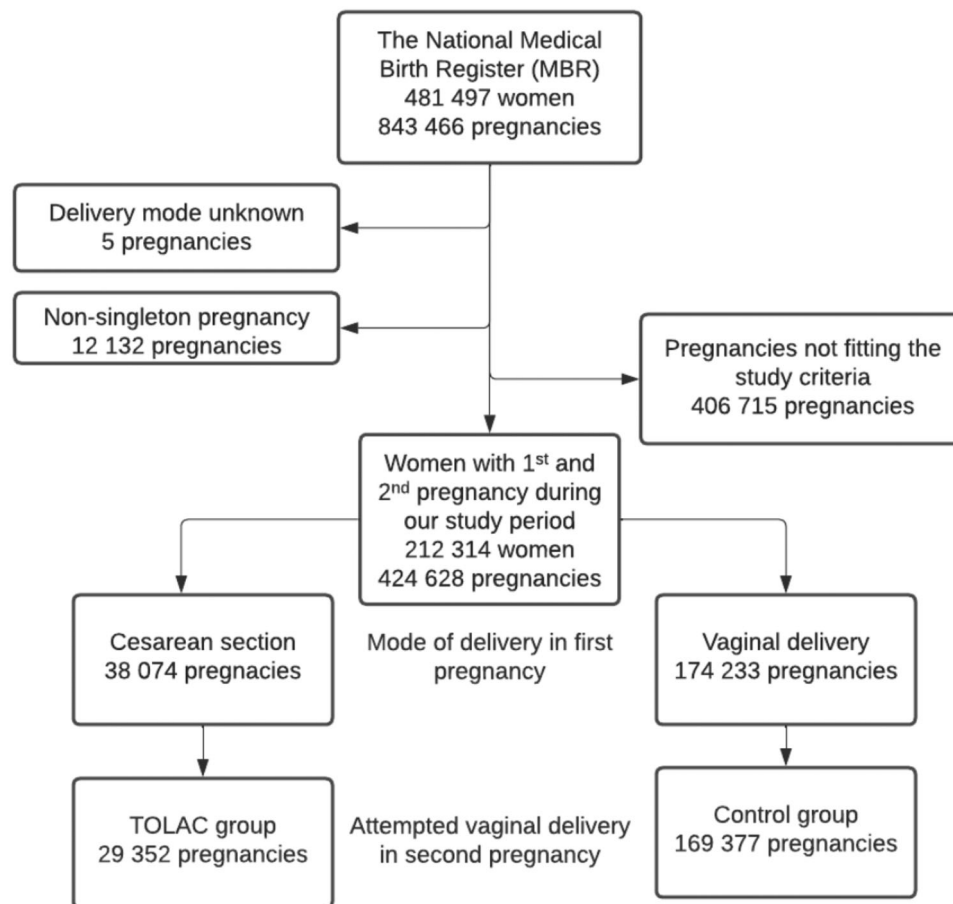 The National Medical
Birth Register (MBR)
481 497 women
843 466 pregnancies
Delivery mode unknown
5 pregnancies
Non-singleton pregnancy
12 132 pregnancies
Pregnancies not fitting the
study criteria
406 715 pregnancies
Women with 1st and
2nd pregnancy during
our study period
212 314 women
424 628 pregnancies
Cesarean section
38 074 pregnacies
Mode of delivery in first
pregnancy
Vaginal delivery
174 233 pregnancies
TOLAC group
29 352 pregnancies
Attempted vaginal delivery
in second pregnancy
Control group
169 377 pregnancies